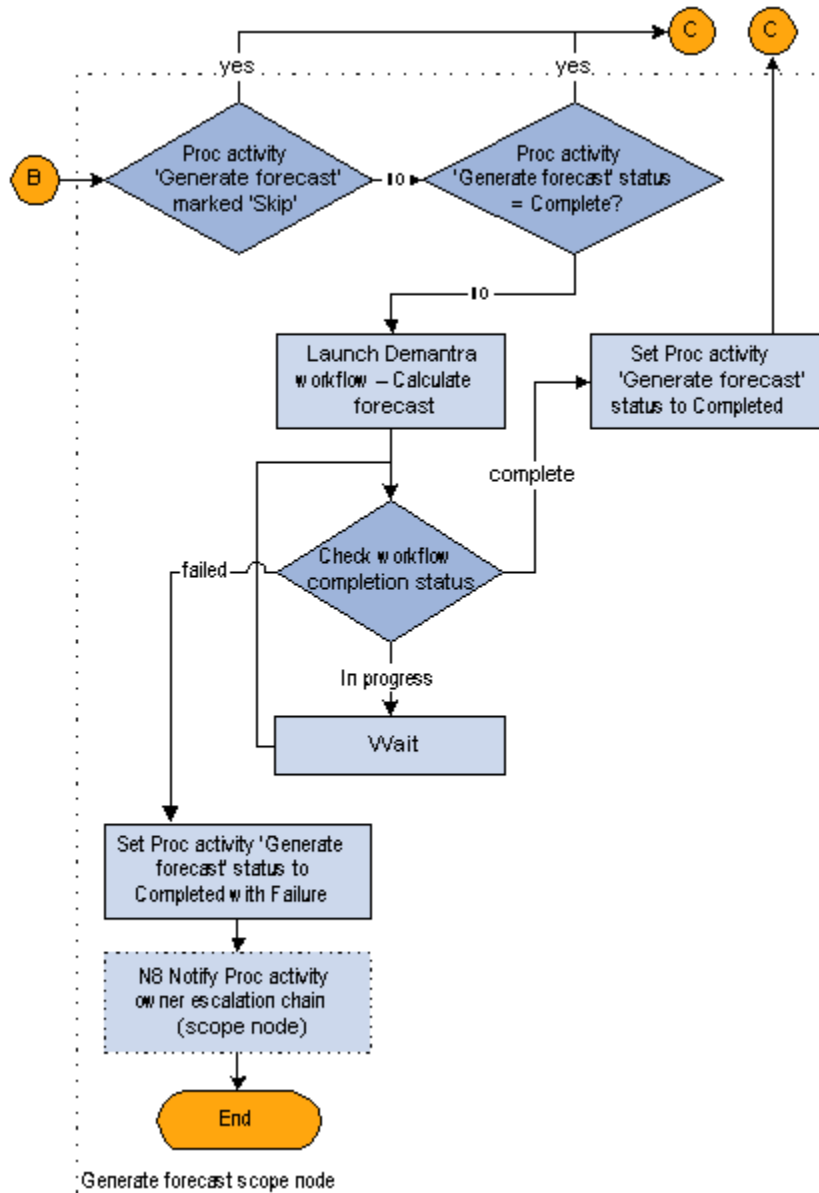 C
C
yes
yes
B
Proc activity
'Generate forecast'
marked 'Skip'
no
Proc activity
'Generate forecast' status
= Complete?
no
Launch Demantra
workflow – Calculate
forecast
Set Proc activity
'Generate forecast'
status to Completed
complete
Check workflow
completion status
failed
In progress
Wait
Set Proc activity 'Generate
forecast' status to
Completed with Failure
N8 Notify Proc activity
owner escalation chain
(scope node)
End
Generate forecast scope node